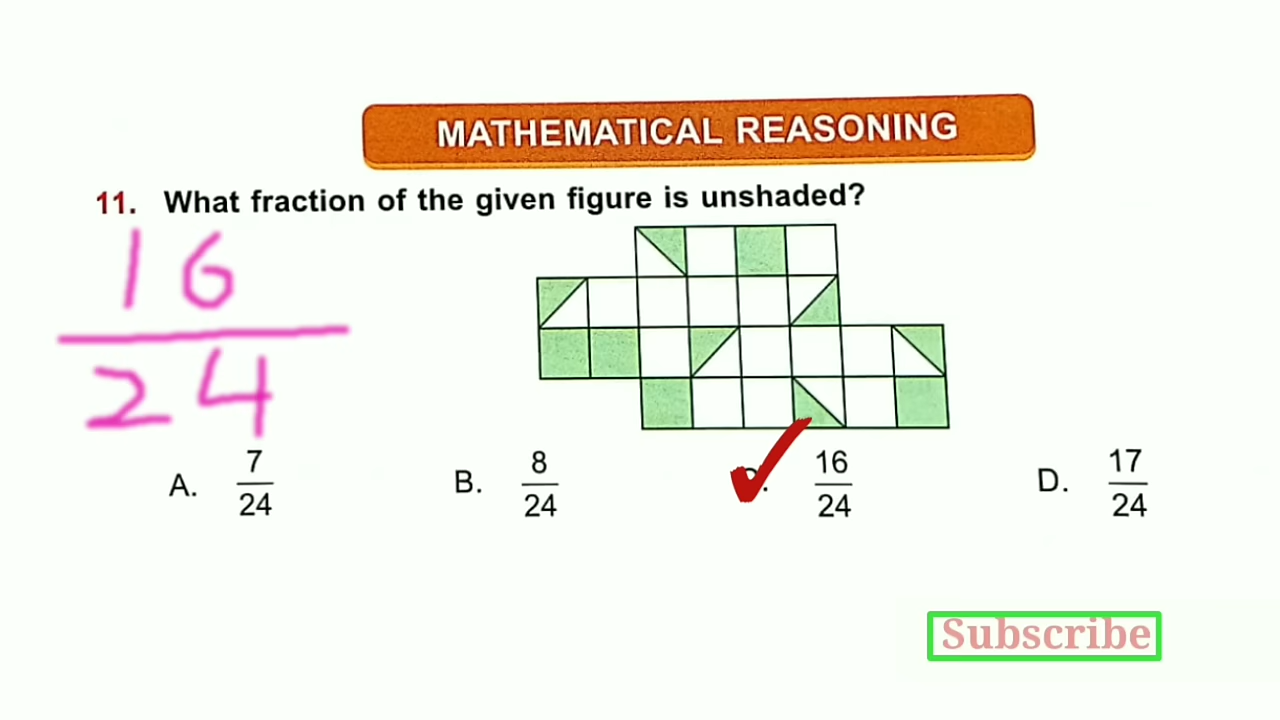 MATHEMATICAL REASONING
11. What fraction of the given figure is unshaded?
16
24
A. 7/24 B. 8/24 16/24 D. 17/24
Subscribe